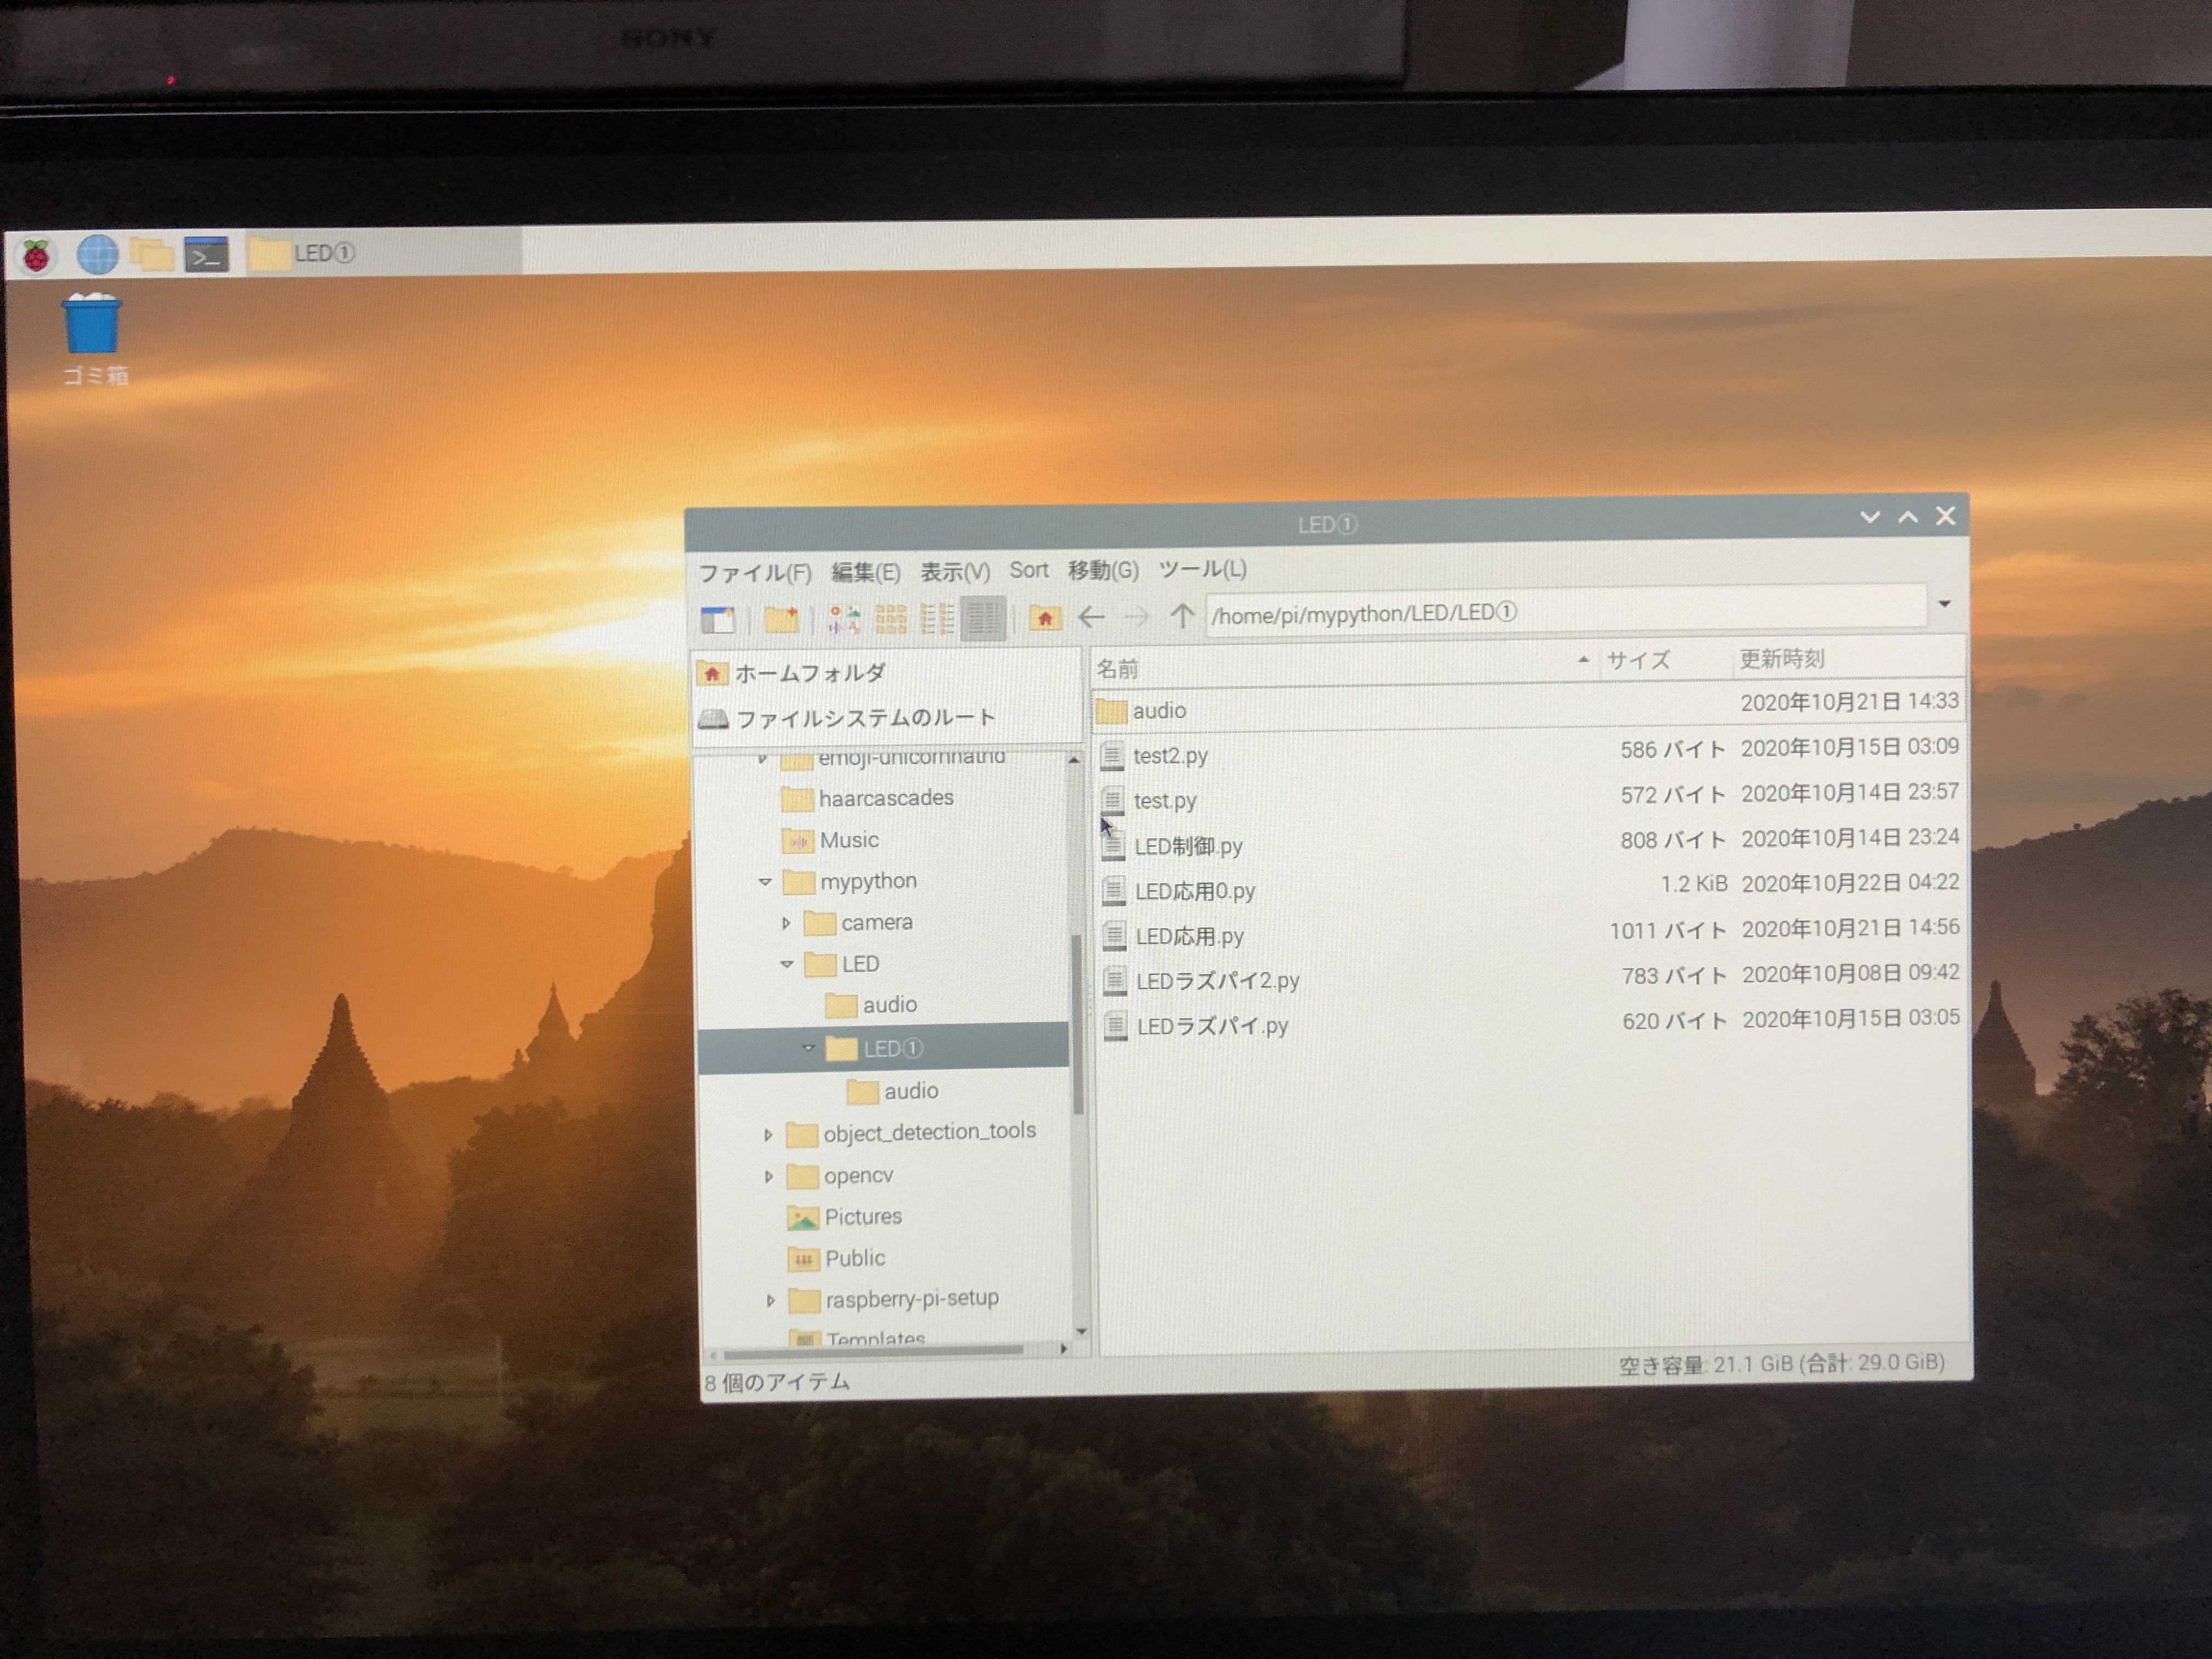 SONY
LED①
ゴミ箱
LED①
ファイル(F) 編集(E) 表示(V) Sort 移動(G) ツール(L)
/home/pi/mypython/LED/LED①
ホームフォルダ
ファイルシステムのルート
haarcascades
Music
mypython
camera
LED
audio
LED①
audio
object_detection_tools
opencv
Pictures
Public
raspberry-pi-setup
Templates
名前 サイズ 更新時刻
audio 2020年10月21日 14:33
test2.py 586 バイト 2020年10月15日 03:09
test.py 572 バイト 2020年10月14日 23:57
LED制御.py 808 バイト 2020年10月14日 23:24
LED応用0.py 1.2 KiB 2020年10月22日 04:22
LED応用.py 1011 バイト 2020年10月21日 14:56
LEDラズパイ2.py 783 バイト 2020年10月08日 09:42
LEDラズパイ.py 620 バイト 2020年10月15日 03:05
8 個のアイテム
空き容量: 21.1 GiB (合計: 29.0 GiB)